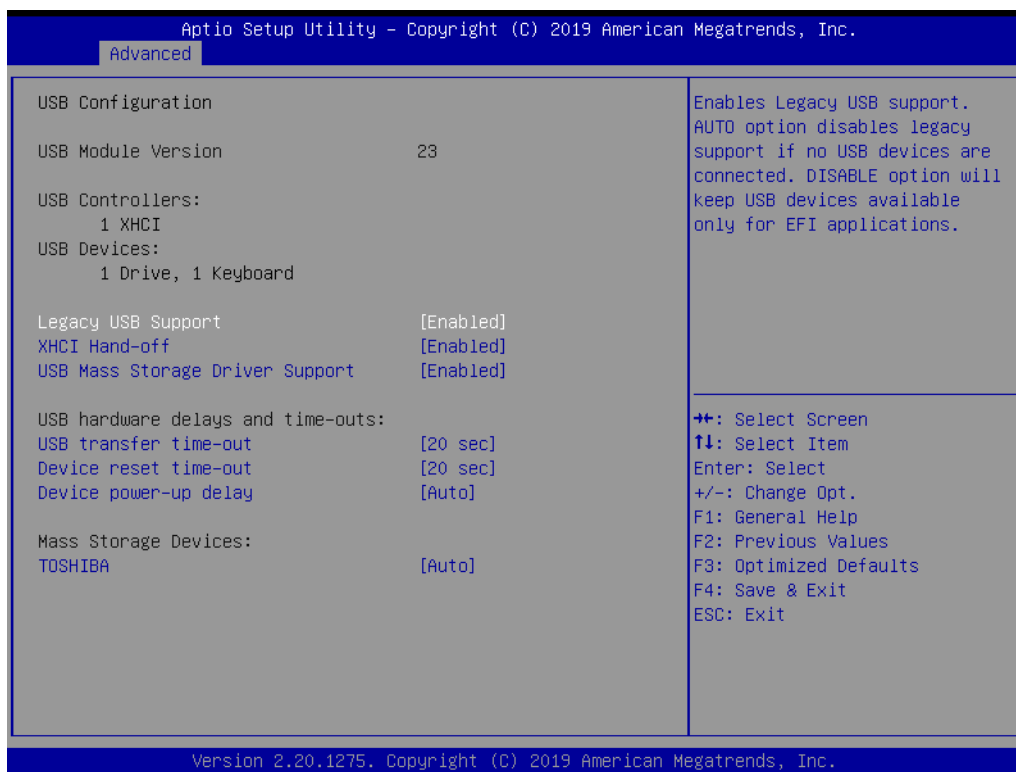 Aptio Setup Utility – Copyright (C) 2019 American Megatrends, Inc.
Advanced
USB Configuration
USB Module Version 23
USB Controllers:
1 XHCI
USB Devices:
1 Drive, 1 Keyboard
Legacy USB Support [Enabled]
XHCI Hand-off [Enabled]
USB Mass Storage Driver Support [Enabled]
USB hardware delays and time-outs:
USB transfer time-out [20 sec]
Device reset time-out [20 sec]
Device power-up delay [Auto]
Mass Storage Devices:
TOSHIBA [Auto]
Enables Legacy USB support.
AUTO option disables legacy
support if no USB devices are
connected. DISABLE option will
keep USB devices available
only for EFI applications.
→←: Select Screen
↑↓: Select Item
Enter: Select
+/-: Change Opt.
F1: General Help
F2: Previous Values
F3: Optimized Defaults
F4: Save & Exit
ESC: Exit
Version 2.20.1275. Copyright (C) 2019 American Megatrends, Inc.